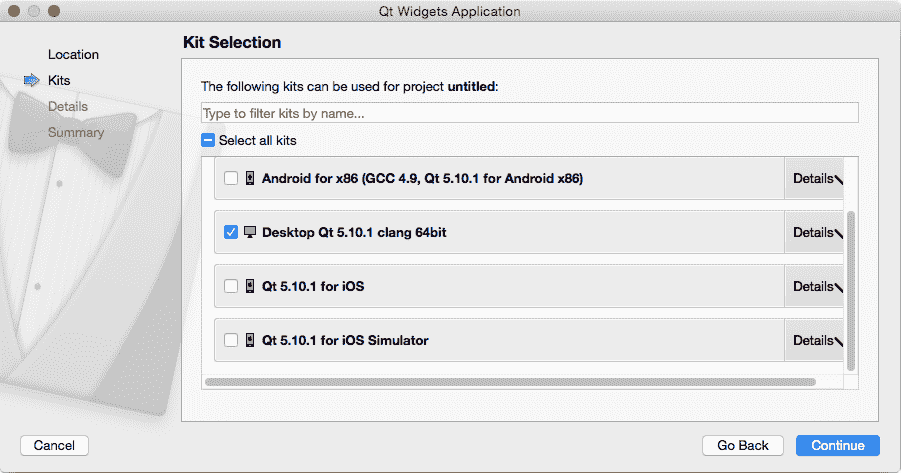 Qt Widgets Application
Location
Kits
Details
Summary
Kit Selection
The following kits can be used for project untitled:
Type to filter kits by name...
Select all kits
Android for x86 (GCC 4.9, Qt 5.10.1 for Android x86)
Details
Desktop Qt 5.10.1 clang 64bit
Details
Qt 5.10.1 for iOS
Details
Qt 5.10.1 for iOS Simulator
Details
Cancel
Go Back
Continue